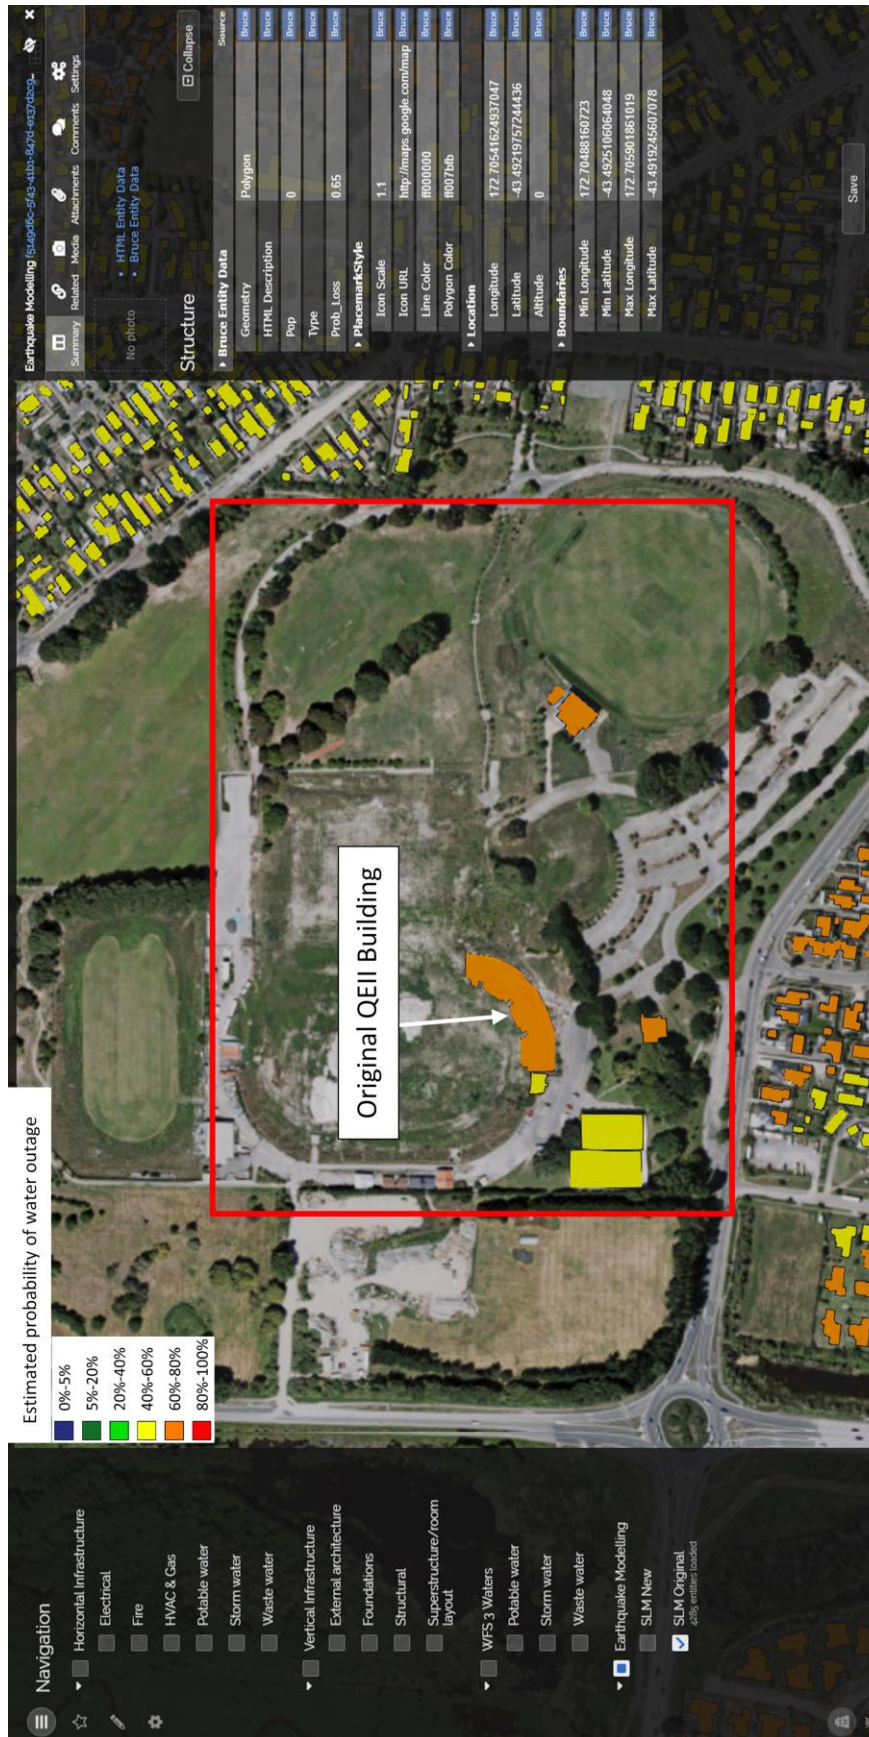 Navigation
Horizontal Infrastructure
Electrical
Fire
HVAC & Gas
Potable water
Storm water
Waste water
Vertical Infrastructure
External architecture
Foundations
Structural
Superstructure/room
layout
WFS 3 Waters
Potable water
Storm water
Waste water
Earthquake Modelling
SLM New
SLM Original
4285 entities loaded
Estimated probability of water outage
0%-5%
5%-20%
20%-40%
40%-60%
60%-80%
80%-100%
Original QEII Building
Earthquake Modelling
Summary Related Media Attachments Comments Settings
No photo
HTML Entity Data
Bruce Entity Data
Structure
Collapse
Bruce Entity Data Source
Geometry Polygon Bruce
HTML Description Bruce
Pop 0 Bruce
Type Bruce
Prob_Loss 0.65 Bruce
PlacemarkStyle
Icon Scale 1.1 Bruce
Icon URL http://maps.google.com/map Bruce
Line Color ff000000 Bruce
Polygon Color ff007bfb Bruce
Location
Longitude 172.70541624937047 Bruce
Latitude -43.49219757244436 Bruce
Altitude 0 Bruce
Boundaries
Min Longitude 172.70488160723 Bruce
Min Latitude -43.4925106064048 Bruce
Max Longitude 172.705901861019 Bruce
Max Latitude -43.4919245607078 Bruce
Save